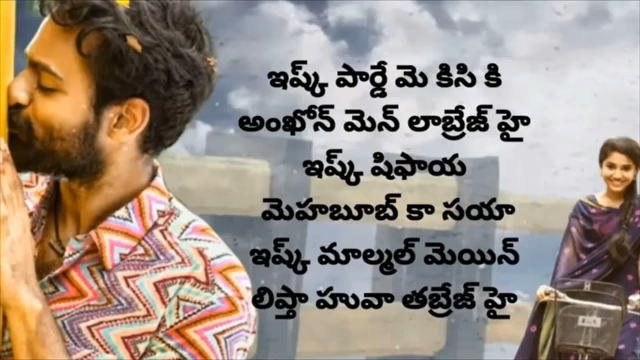 ఇష్క్ పార్డే మె కిసి కి
అంఖోన్ మెన్ లాబ్రేజ్ హై
ఇష్క్ షిఫాయ
మెహబూబ్ కా సయా
ఇష్క్ మాల్మల్ మెయిన్
లిప్తా హువా తబ్రేజ్ హై